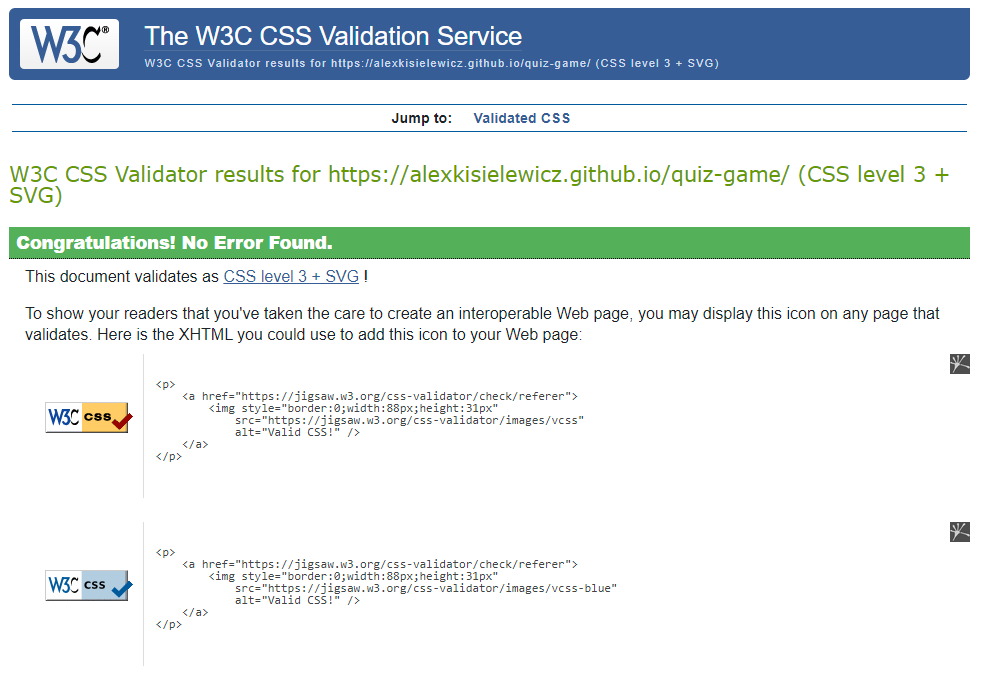 W3C®
The W3C CSS Validation Service
W3C CSS Validator results for https://alexkisielewicz.github.io/quiz-game/ (CSS level 3 + SVG)
Jump to: Validated CSS
W3C CSS Validator results for https://alexkisielewicz.github.io/quiz-game/ (CSS level 3 +
SVG)
Congratulations! No Error Found.
This document validates as CSS level 3 + SVG !
To show your readers that you've taken the care to create an interoperable Web page, you may display this icon on any page that
validates. Here is the XHTML you could use to add this icon to your Web page:
W3C css
<p>
<a href="https://jigsaw.w3.org/css-validator/check/referer">
<img style="border:0;width:88px;height:31px"
src="https://jigsaw.w3.org/css-validator/images/vcss"
alt="Valid CSS!" />
</a>
</p>
W3C css
<p>
<a href="https://jigsaw.w3.org/css-validator/check/referer">
<img style="border:0;width:88px;height:31px"
src="https://jigsaw.w3.org/css-validator/images/vcss-blue"
alt="Valid CSS!" />
</a>
</p>